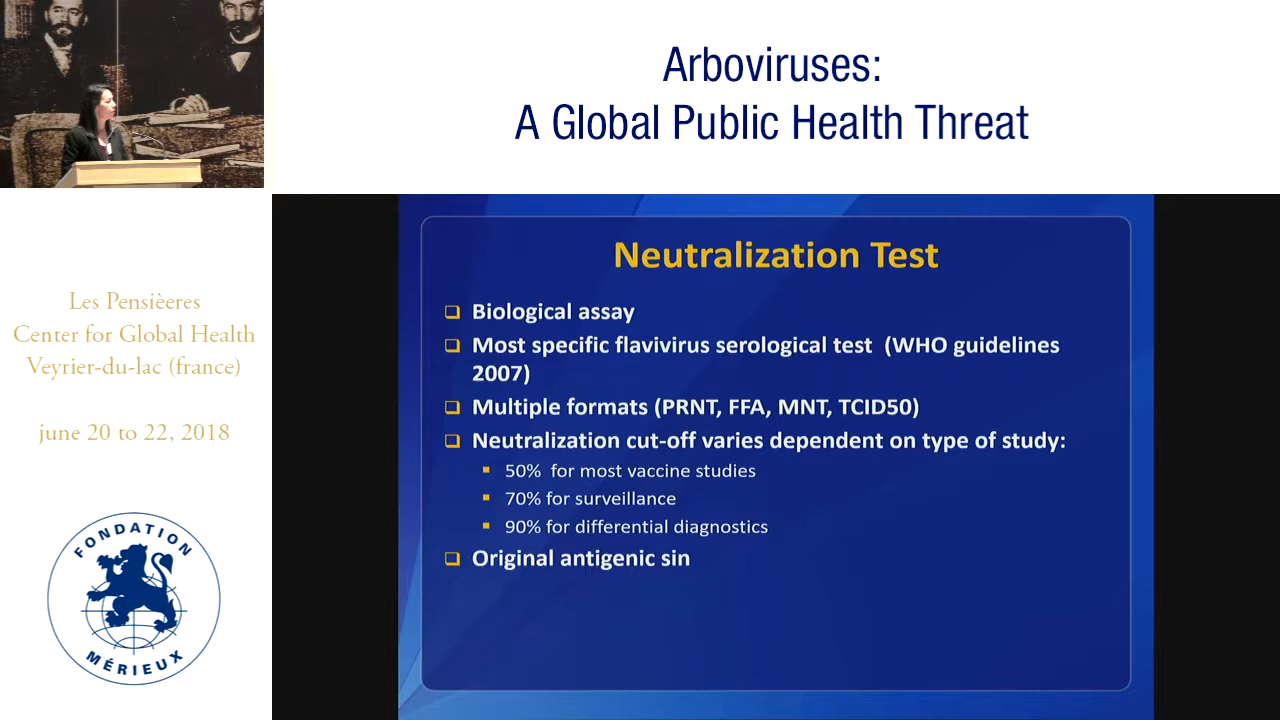 Arboviruses:
A Global Public Health Threat
Les Pensièeres
Center for Global Health
Veyrier-du-lac (france)
june 20 to 22, 2018
FONDATION
MÉRIEUX
Neutralization Test
Biological assay
Most specific flavivirus serological test (WHO guidelines
2007)
Multiple formats (PRNT, FFA, MNT, TCID50)
Neutralization cut-off varies dependent on type of study:
50% for most vaccine studies
70% for surveillance
90% for differential diagnostics
Original antigenic sin